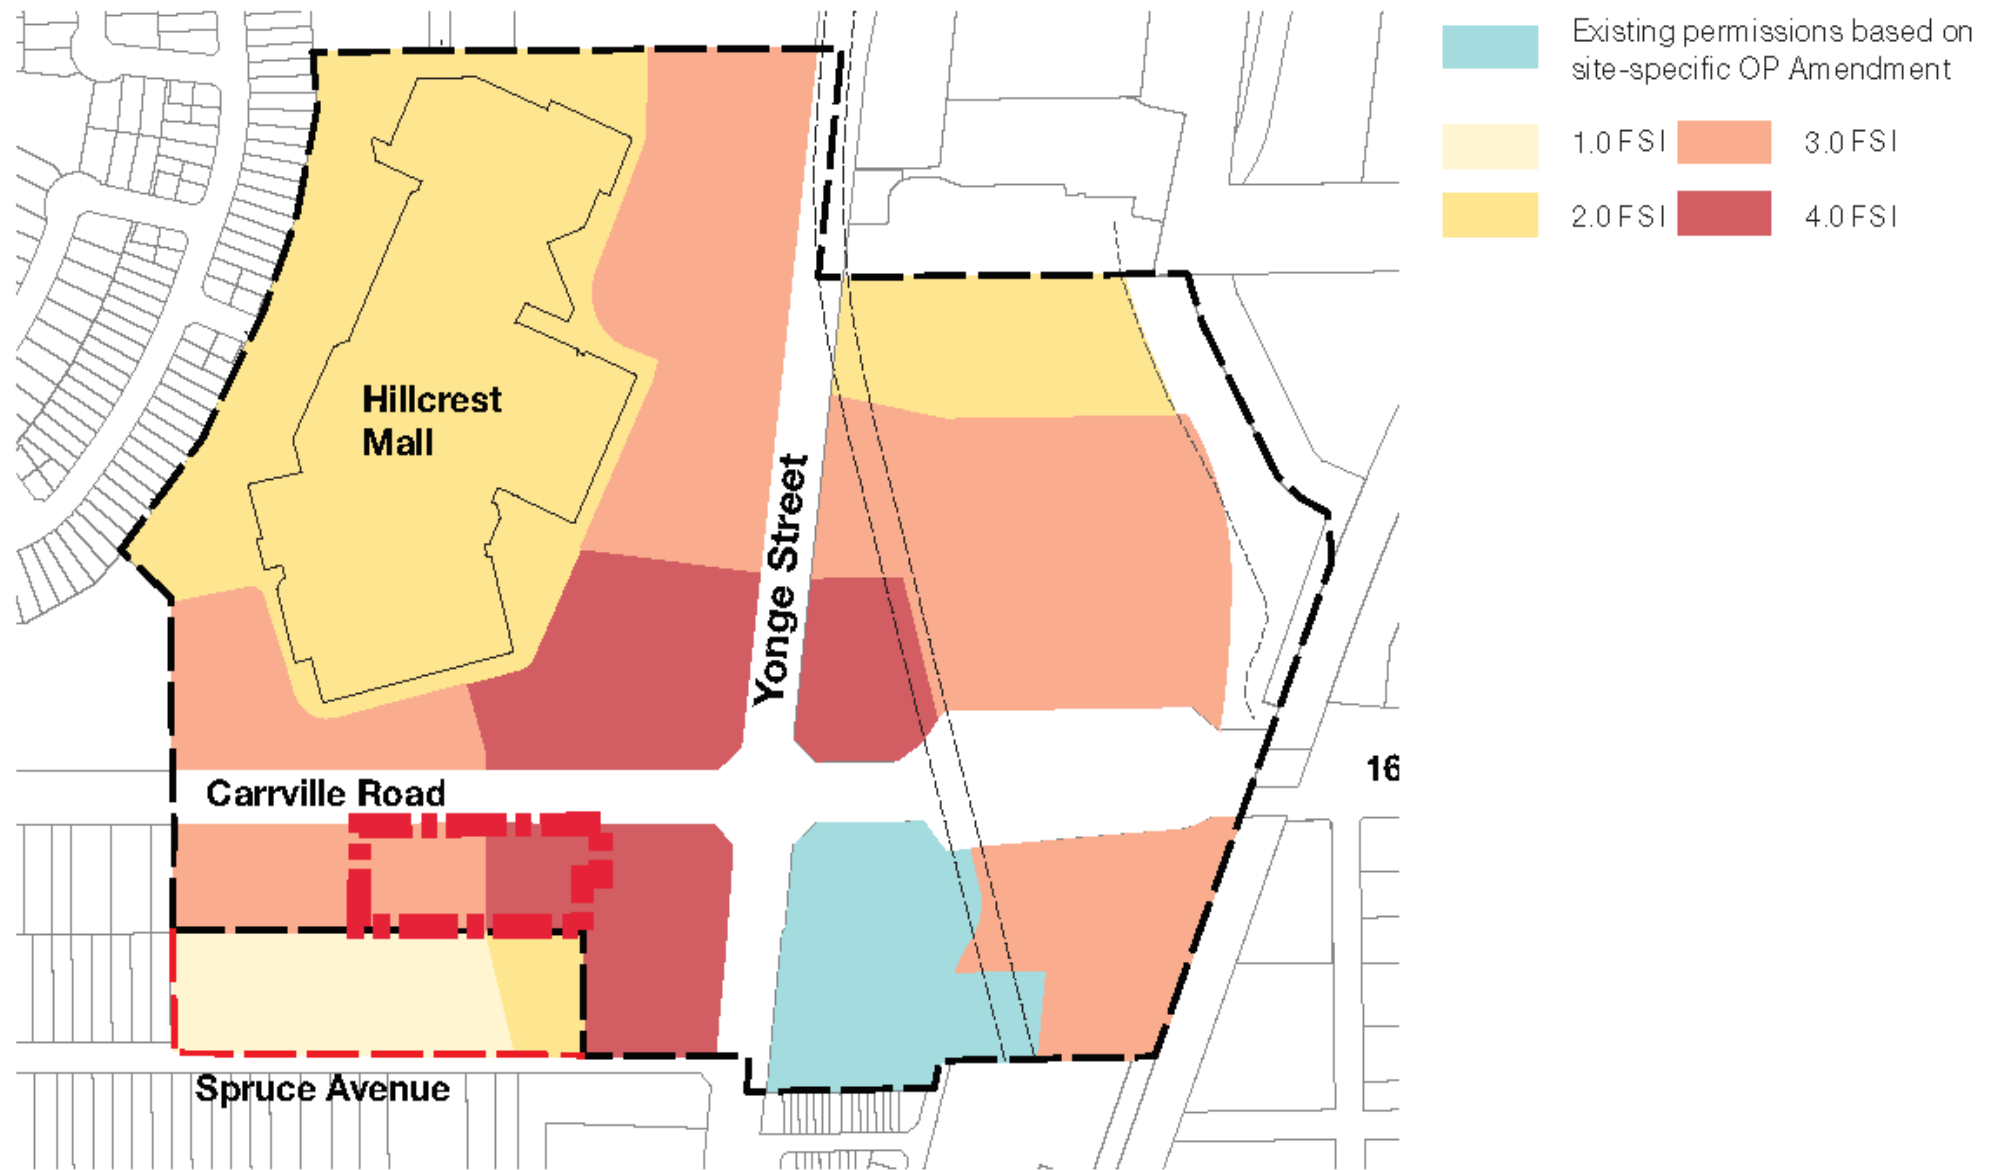 Existing permissions based on
site-specific OP Amendment
1.0 FSI
3.0 FSI
2.0 FSI
4.0 FSI
Hillcrest
Mall
Yonge Street
Carrville Road
16
Spruce Avenue